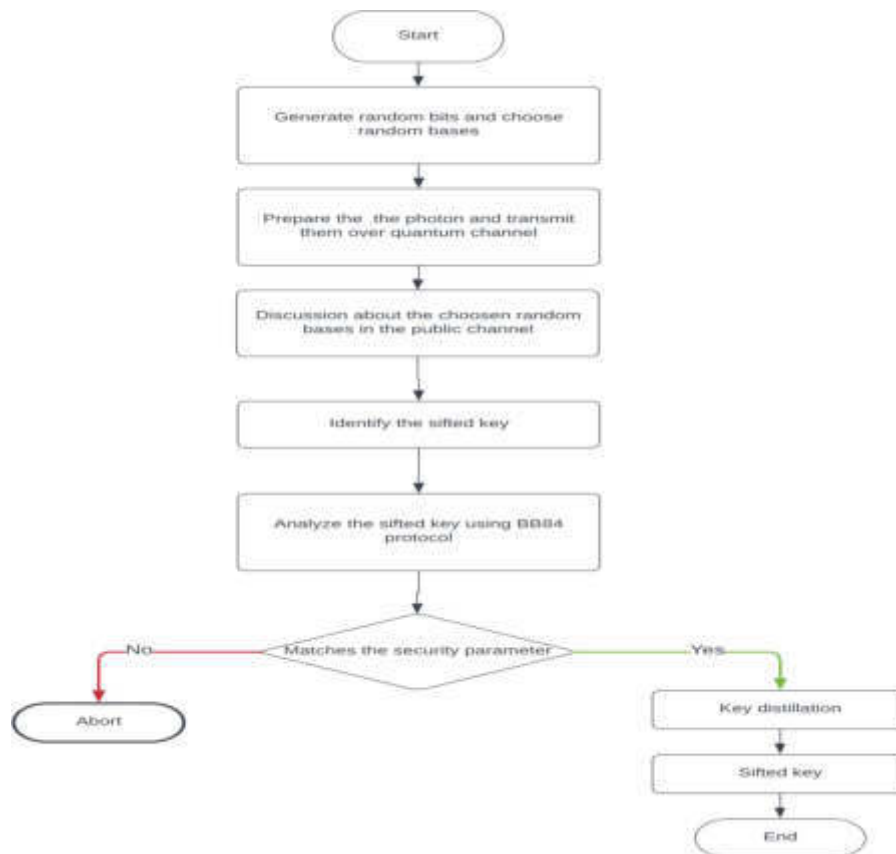 Start
Generate random bits and choose
random bases
Prepare the the photon and transmit
them over quantum channel
Discussion about the choosen random
bases in the public channel
Identify the sifted key
Analyze the sifted key using BB84
protocol
Matches the security parameter
No
Yes
Abort
Key distillation
Sifted key
End